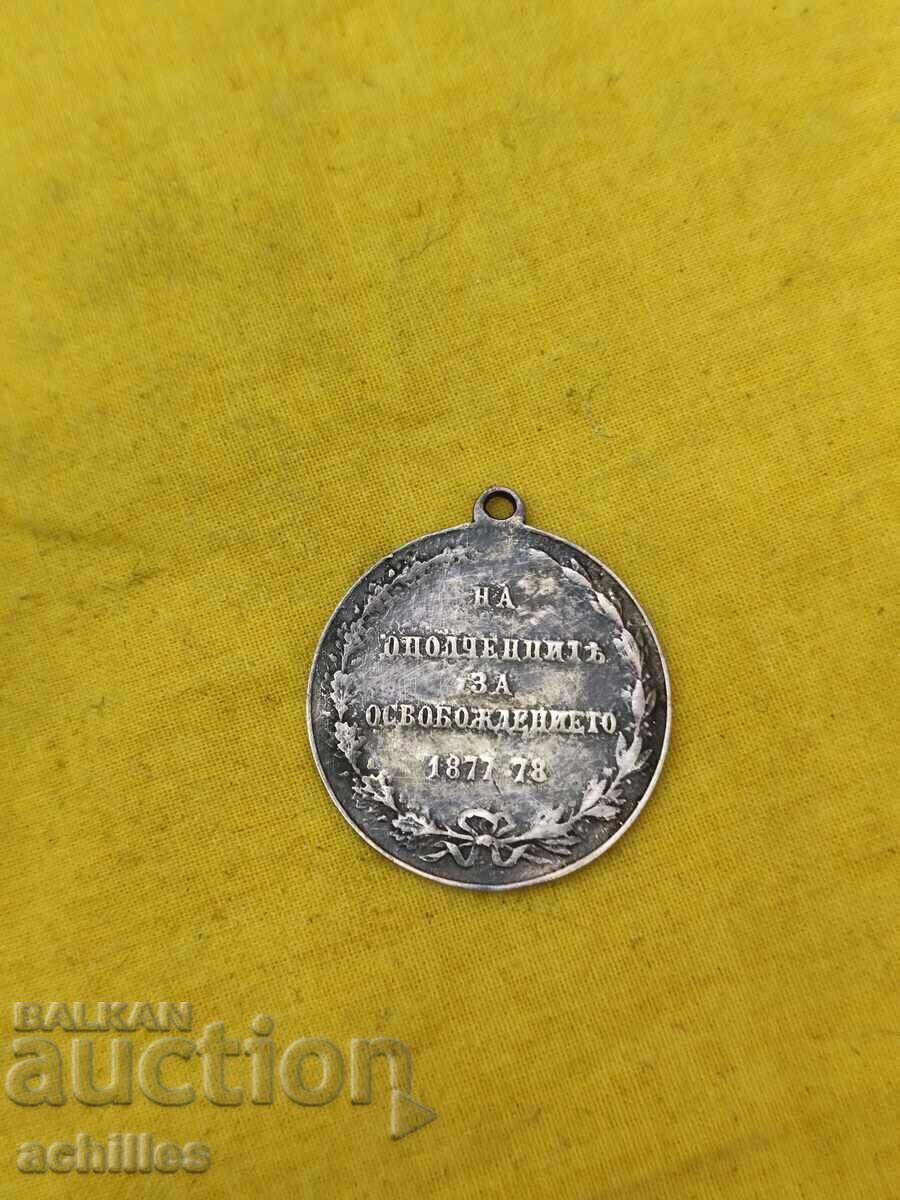 НА
ОПОЛЧЕНЦИТѢ
ЗА
ОСВОБОЖДЕНИЕТО
1877 78
BALKAN
auction
achilles